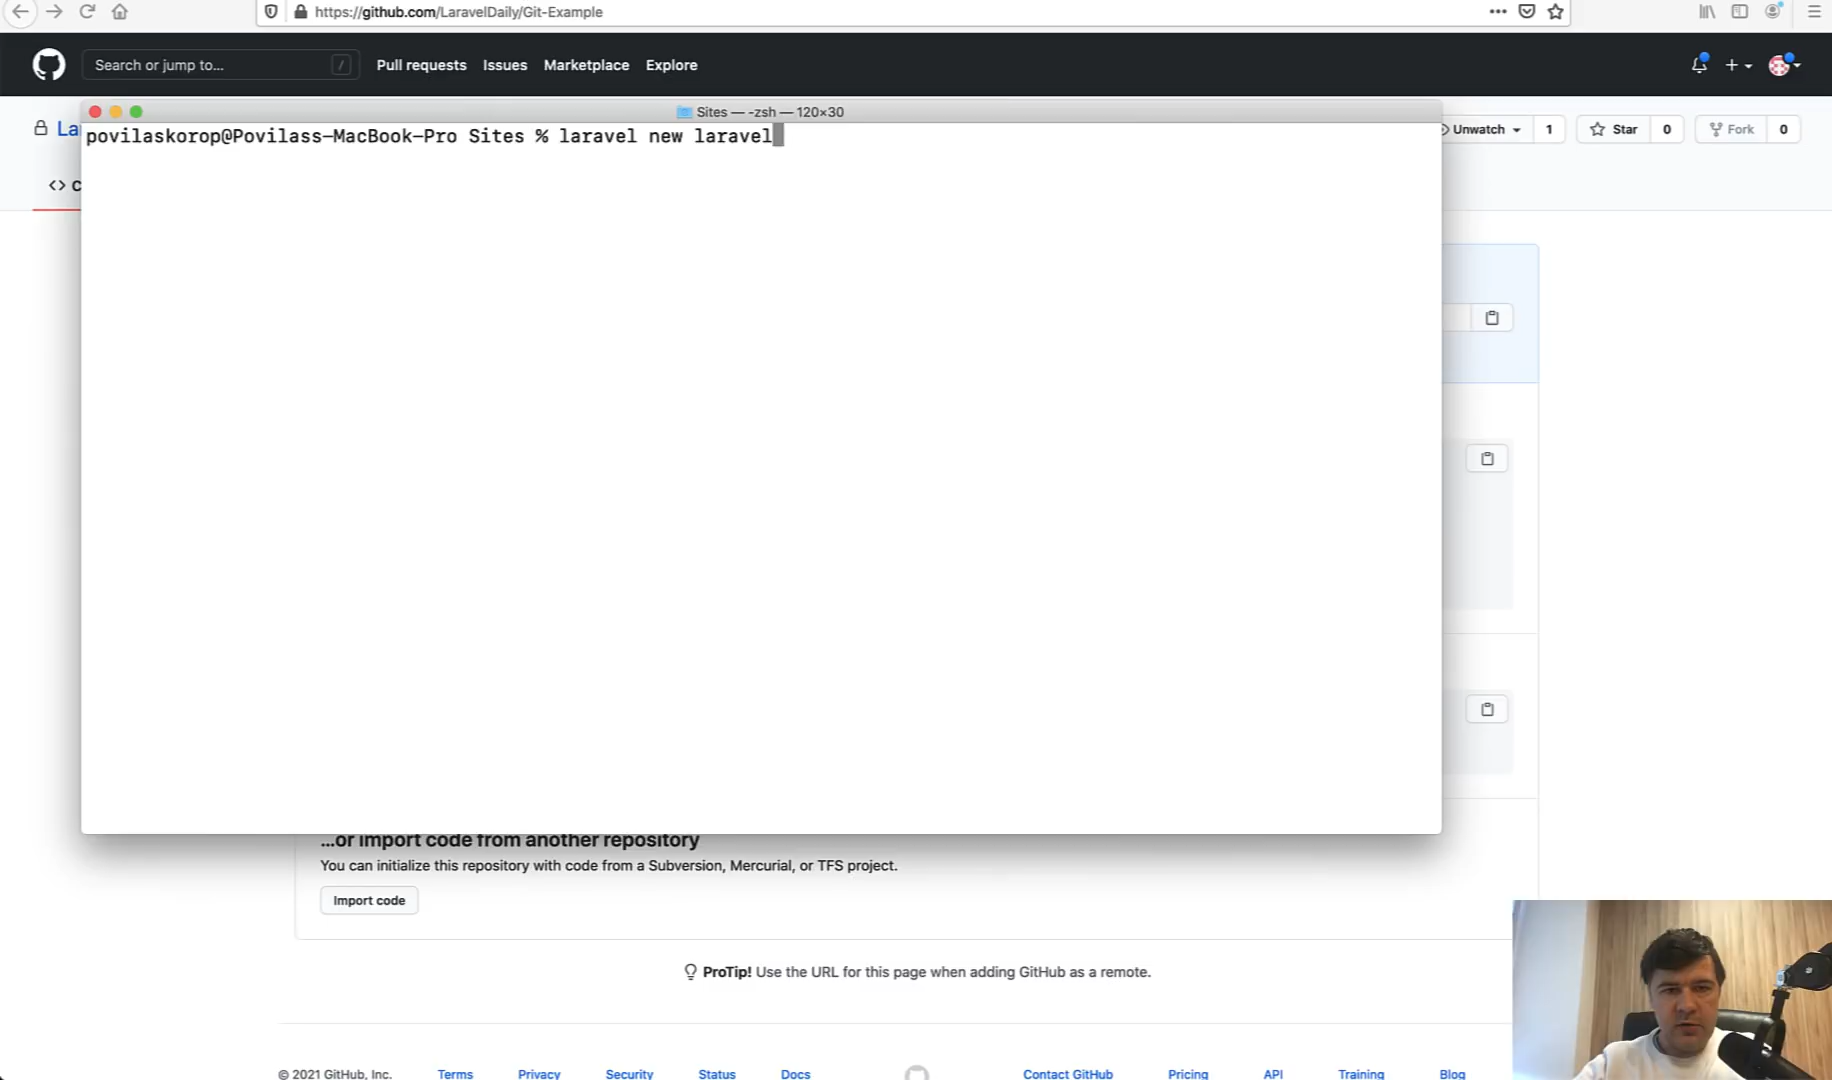 https://github.com/LaravelDaily/Git-Example
Search or jump to...
/
Pull requests
Issues
Marketplace
Explore
Sites — -zsh — 120×30
La
Unwatch
1
Star
0
Fork
0
povilaskorop@Povilass-MacBook-Pro Sites % laravel new laravel
<> C
...or import code from another repository
You can initialize this repository with code from a Subversion, Mercurial, or TFS project.
Import code
ProTip! Use the URL for this page when adding GitHub as a remote.
© 2021 GitHub, Inc.
Terms
Privacy
Security
Status
Docs
Contact GitHub
Pricing
API
Training
Blog